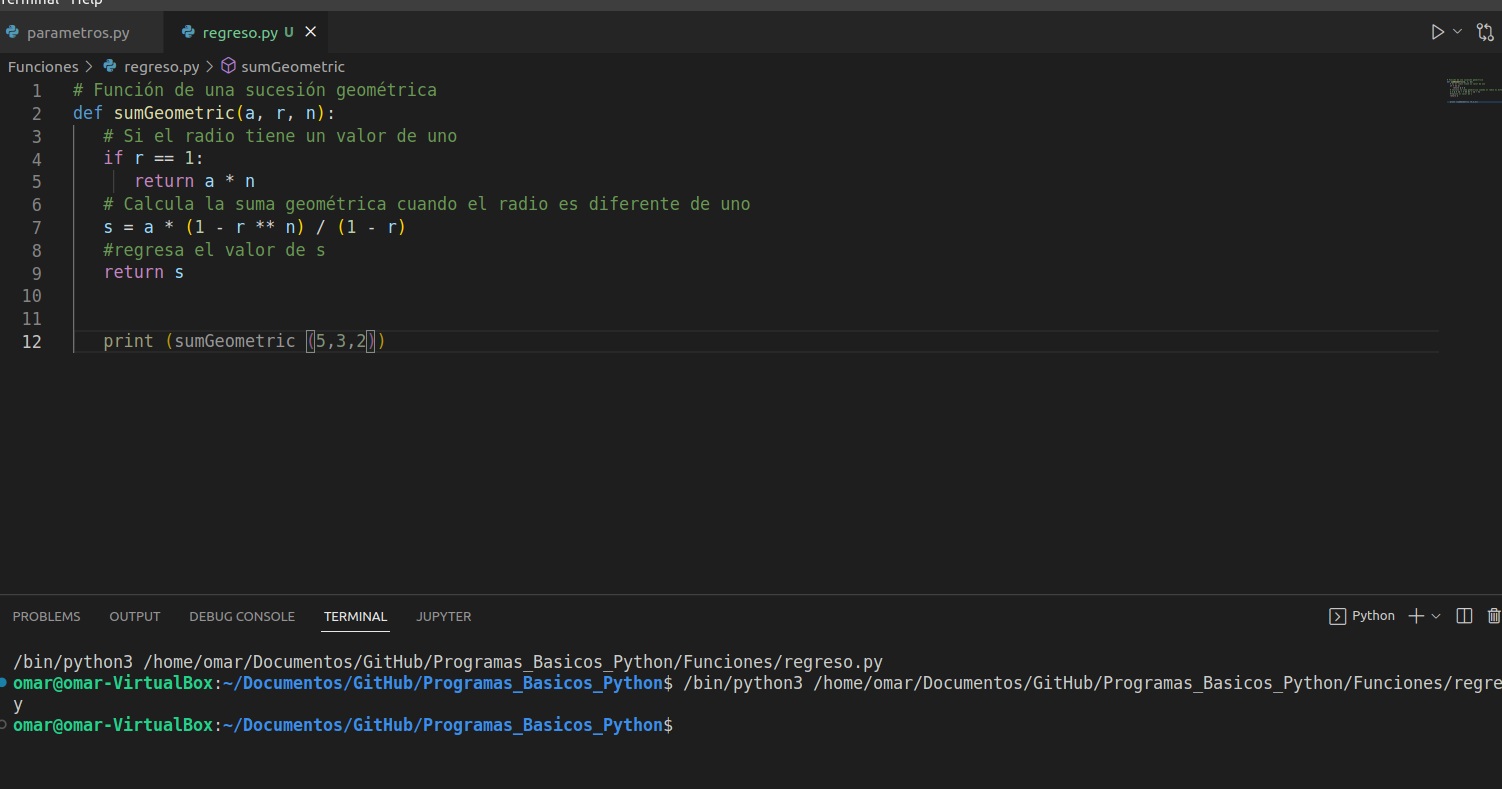 Terminal Help
parametros.py
regreso.py U
Funciones > regreso.py > sumGeometric
1 # Función de una sucesión geométrica
2 def sumGeometric(a, r, n):
3 # Si el radio tiene un valor de uno
4 if r == 1:
5 return a * n
6 # Calcula la suma geométrica cuando el radio es diferente de uno
7 s = a * (1 - r ** n) / (1 - r)
8 #regresa el valor de s
9 return s
10
11
12 print (sumGeometric (5,3,2))
PROBLEMS OUTPUT DEBUG CONSOLE TERMINAL JUPYTER
Python
/bin/python3 /home/omar/Documentos/GitHub/Programas_Basicos_Python/Funciones/regreso.py
omar@omar-VirtualBox:~/Documentos/GitHub/Programas_Basicos_Python$ /bin/python3 /home/omar/Documentos/GitHub/Programas_Basicos_Python/Funciones/regre
y
omar@omar-VirtualBox:~/Documentos/GitHub/Programas_Basicos_Python$